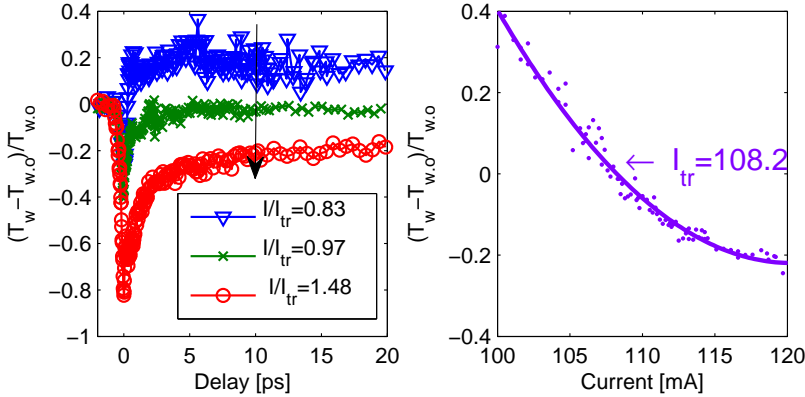 0.4
0.2
0
−0.2
−0.4
−0.6
−0.8
−1
(T_w−T_w.o)/T_w.o
I/I_tr=0.83
I/I_tr=0.97
I/I_tr=1.48
0 5 10 15 20
Delay [ps]
0.4
0.2
0
−0.2
−0.4
(T_w−T_w.o)/T_w.o
← I_tr=108.2
100 105 110 115 120
Current [mA]